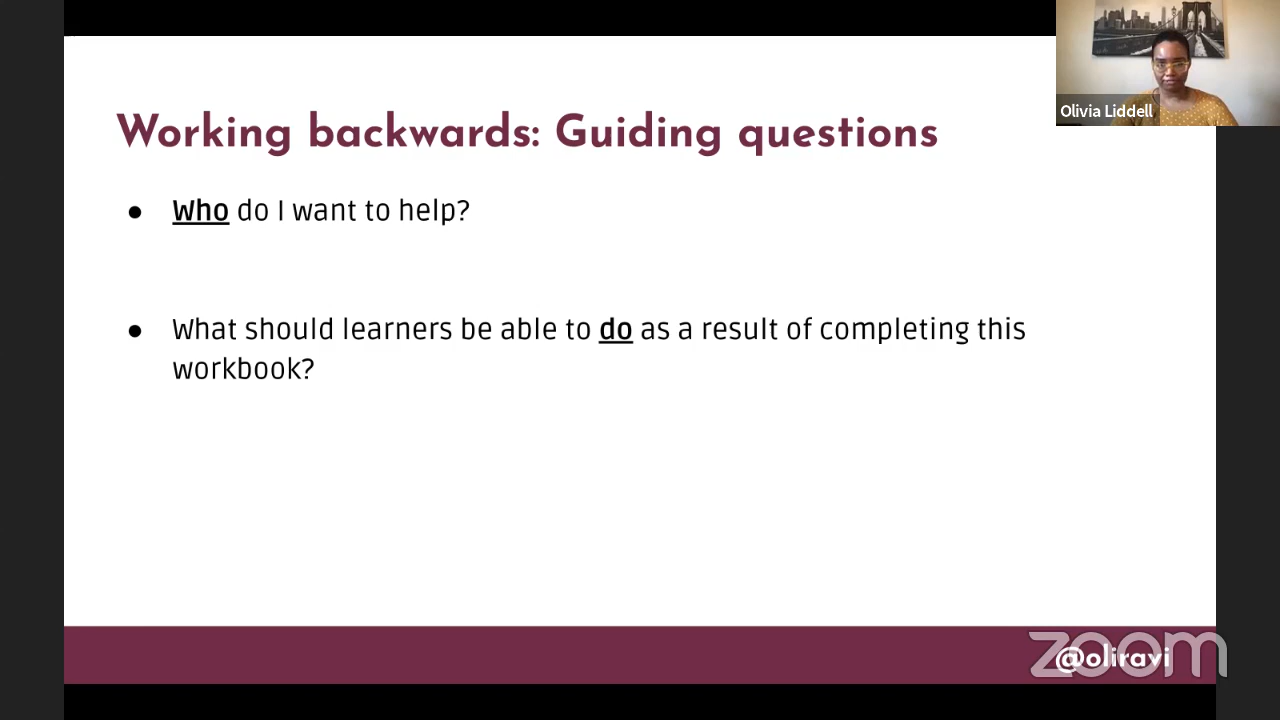 Olivia Liddell
Working backwards: Guiding questions
● Who do I want to help?
● What should learners be able to do as a result of completing this
workbook?
@oliravi
zoom